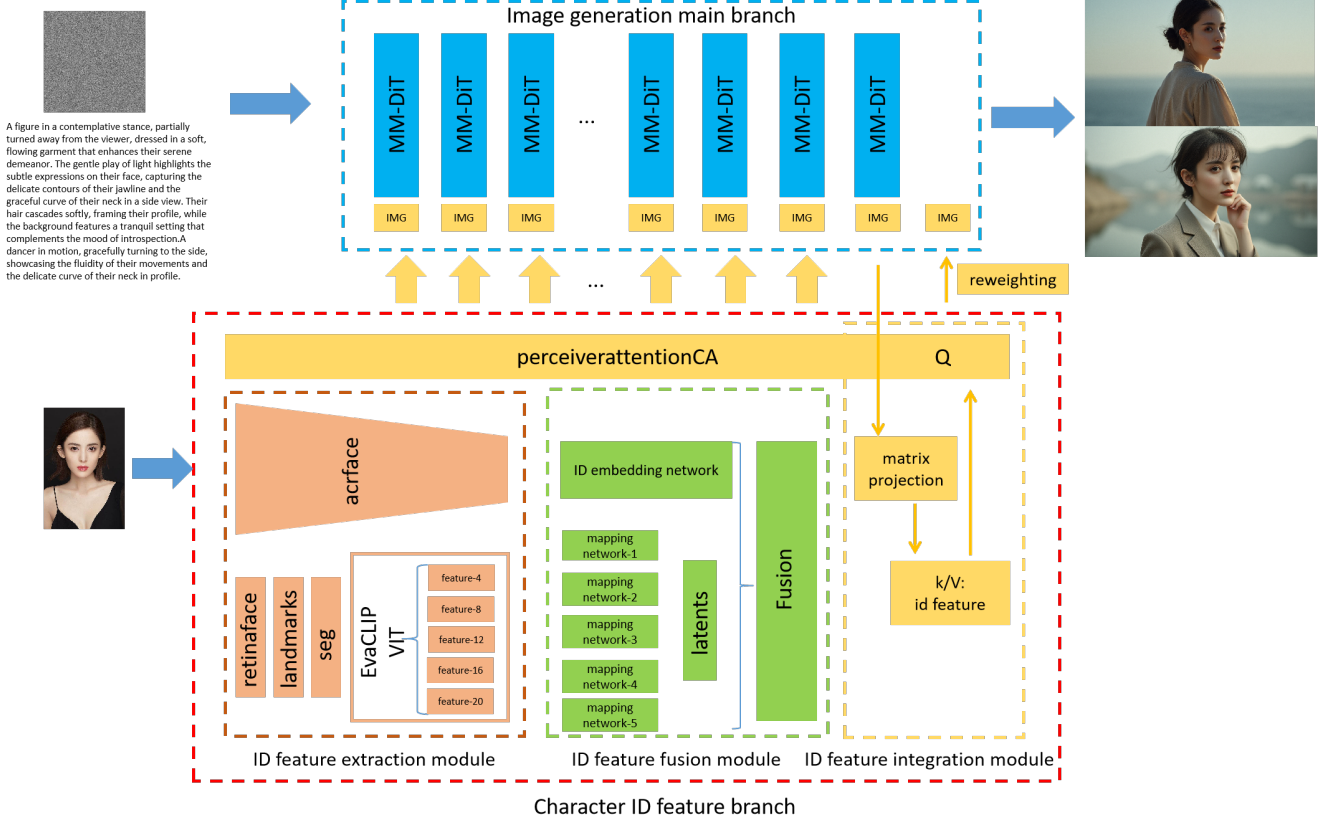 Image generation main branch
MM-DiT
MM-DiT
MM-DiT
...
MM-DiT
MM-DiT
MM-DiT
MM-DiT
IMG
IMG
IMG
IMG
IMG
IMG
IMG
IMG
A figure in a contemplative stance, partially
turned away from the viewer, dressed in a soft,
flowing garment that enhances their serene
demeanor. The gentle play of light highlights the
subtle expressions on their face, capturing the
delicate contours of their jawline and the
graceful curve of their neck in a side view. Their
hair cascades softly, framing their profile, while
the background features a tranquil setting that
complements the mood of introspection.A
dancer in motion, gracefully turning to the side,
showcasing the fluidity of their movements and
the delicate curve of their neck in profile.
...
reweighting
perceiverattentionCA
Q
acrface
retinaface
landmarks
seg
EvaCLIP
VIT
feature-4
feature-8
feature-12
feature-16
feature-20
ID feature extraction module
ID embedding network
mapping
network-1
mapping
network-2
mapping
network-3
mapping
network-4
mapping
network-5
latents
Fusion
ID feature fusion module
matrix
projection
k/V:
id feature
ID feature integration module
Character ID feature branch